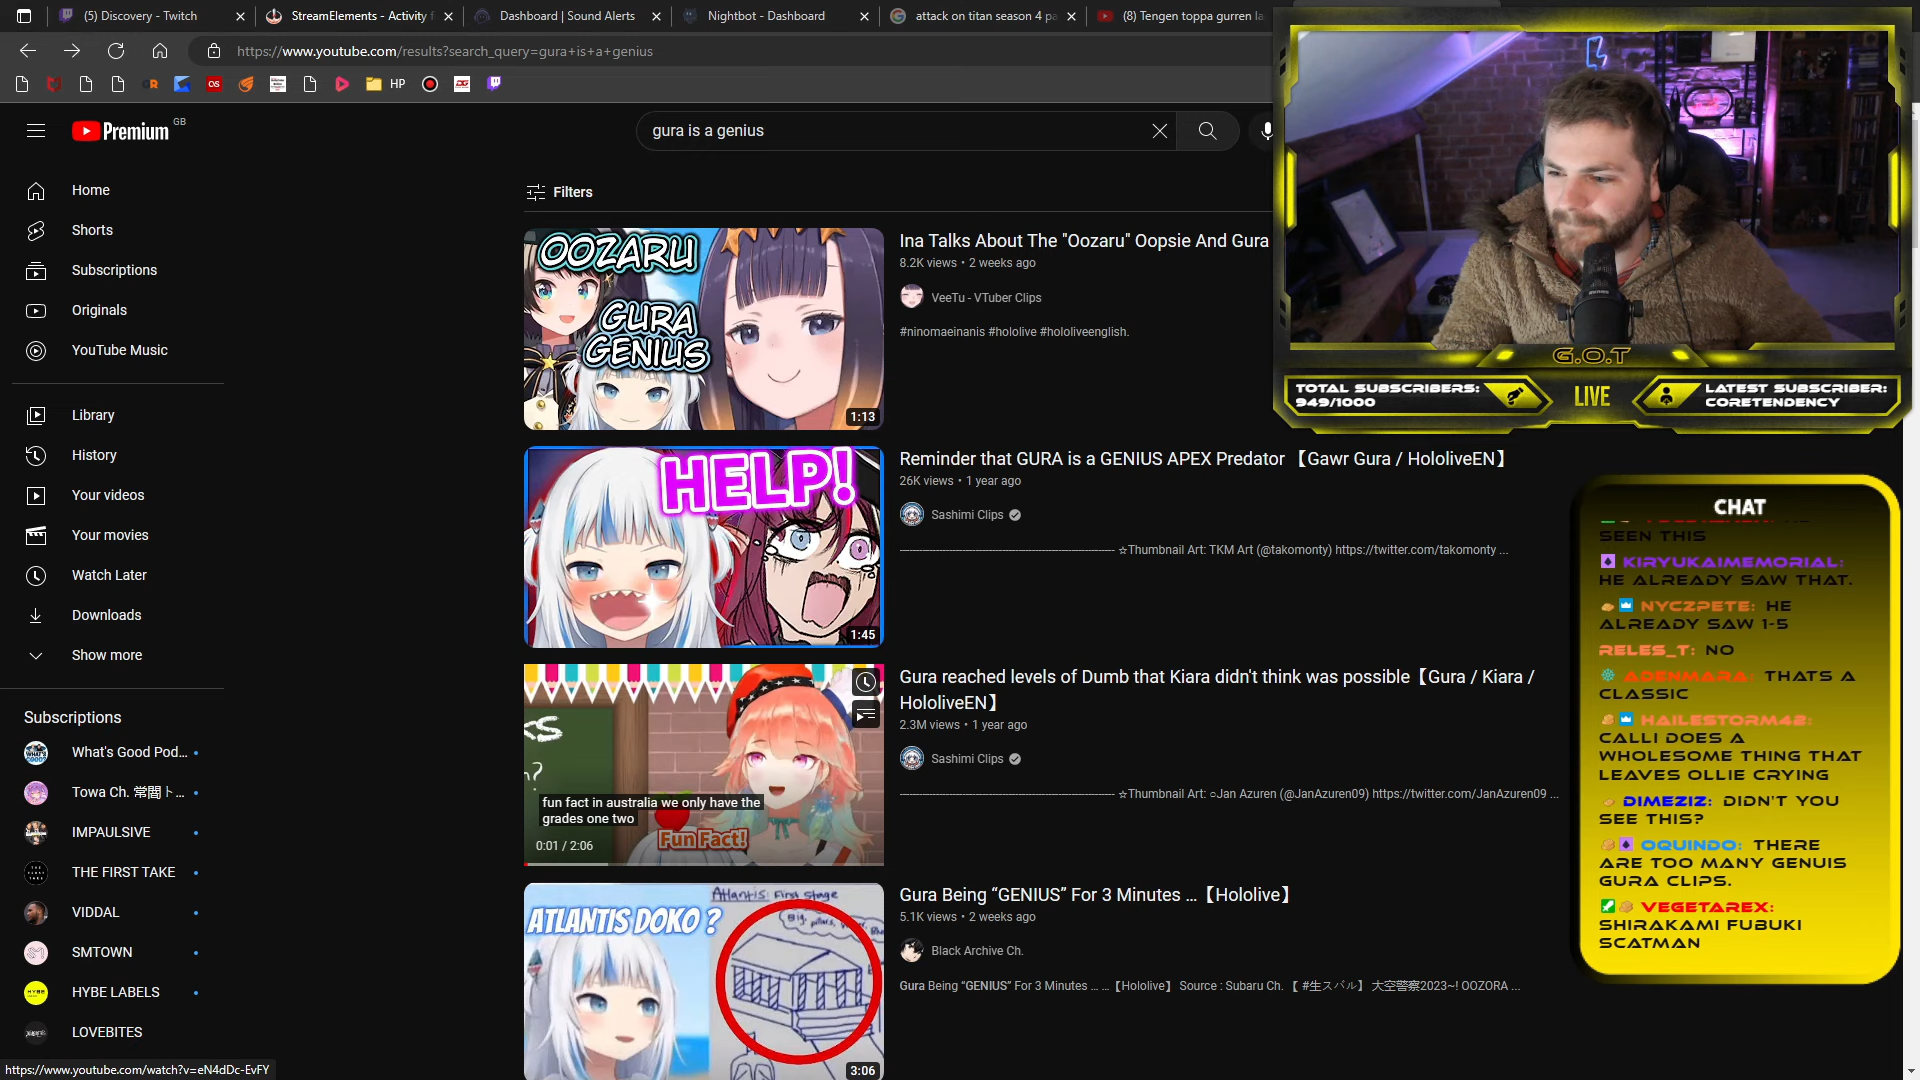 (5) Discovery - Twitch
StreamElements - Activity f
Dashboard | Sound Alerts
Nightbot - Dashboard
attack on titan season 4 pa
(8) Tengen toppa gurren la
https://www.youtube.com/results?search_query=gura+is+a+genius
HP
Premium GB
gura is a genius
Home
Shorts
Subscriptions
Originals
YouTube Music
Library
History
Your videos
Your movies
Watch Later
Downloads
Show more
Subscriptions
What's Good Pod...
Towa Ch. 常闇ト...
IMPAULSIVE
THE FIRST TAKE
VIDDAL
SMTOWN
HYBE LABELS
LOVEBITES
https://www.youtube.com/watch?v=eN4dDc-EvFY
Filters
OOZARU
GURA
GENIUS
1:13
Ina Talks About The "Oozaru" Oopsie And Gura
8.2K views • 2 weeks ago
VeeTu - VTuber Clips
#ninomaeinanis #hololive #hololiveenglish.
HELP!
1:45
Reminder that GURA is a GENIUS APEX Predator 【Gawr Gura / HololiveEN】
26K views • 1 year ago
Sashimi Clips
☆Thumbnail Art: TKM Art (@takomonty) https://twitter.com/takomonty ...
fun fact in australia we only have the
grades one two
Fun Fact!
0:01 / 2:06
Gura reached levels of Dumb that Kiara didn't think was possible【Gura / Kiara /
HololiveEN】
2.3M views • 1 year ago
Sashimi Clips
☆Thumbnail Art: ○Jan Azuren (@JanAzuren09) https://twitter.com/JanAzuren09 ...
Atlantis: First Stage
ATLANTIS DOKO ?
3:06
Gura Being “GENIUS” For 3 Minutes ...【Hololive】
5.1K views • 2 weeks ago
Black Archive Ch.
Gura Being “GENIUS” For 3 Minutes ... ...【Hololive】 Source : Subaru Ch. 【 #生スバル】 大空警察2023~! OOZORA ...
G.O.T
TOTAL SUBSCRIBERS:
949/1000
LIVE
LATEST SUBSCRIBER:
CORETENDENCY
CHAT
SEEN THIS
KIRYUKAIMEMORIAL:
HE ALREADY SAW THAT.
NYCZPETE: HE
ALREADY SAW 1-5
RELES_T: NO
ADENMARA: THATS A
CLASSIC
HAILESTORM42:
CALLI DOES A
WHOLESOME THING THAT
LEAVES OLLIE CRYING
DIMEZIZ: DIDN'T YOU
SEE THIS?
OQUINDO: THERE
ARE TOO MANY GENUIS
GURA CLIPS.
VEGETAREX:
SHIRAKAMI FUBUKI
SCATMAN